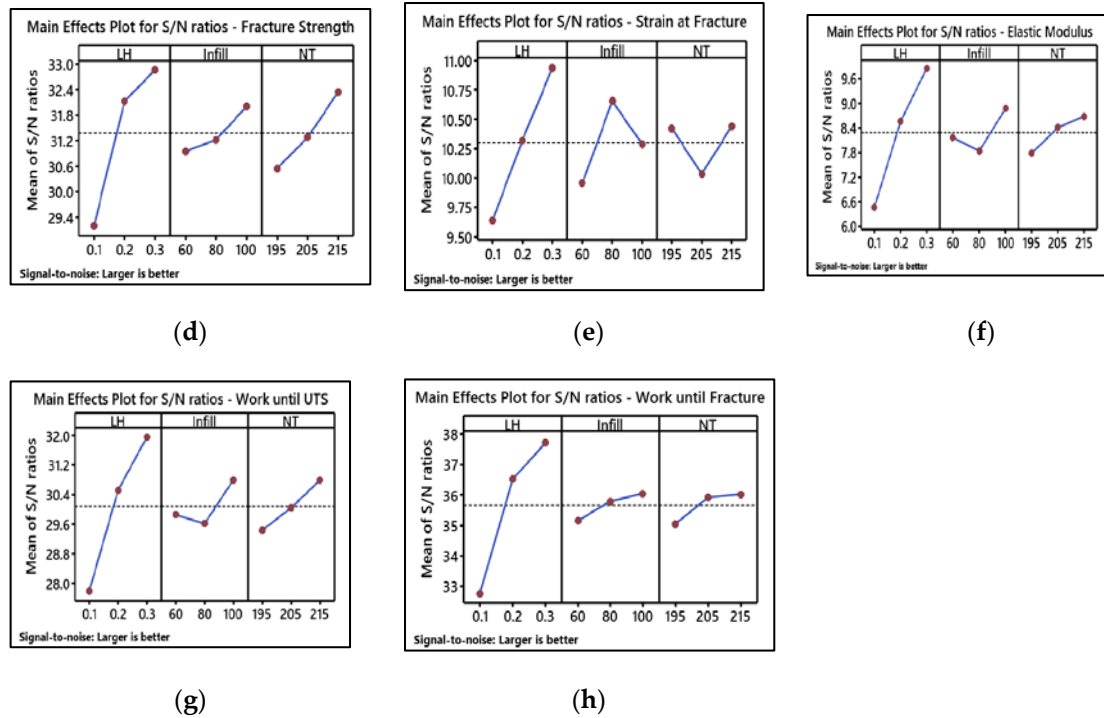 Main Effects Plot for S/N ratios - Fracture Strength
LH Infill NT
Mean of S/N ratios
33.0
32.4
31.8
31.2
30.6
30.0
29.4
0.1 0.2 0.3 60 80 100 195 205 215
Signal-to-noise: Larger is better
(d)
Main Effects Plot for S/N ratios - Strain at Fracture
LH Infill NT
Mean of S/N ratios
11.00
10.75
10.50
10.25
10.00
9.75
9.50
0.1 0.2 0.3 60 80 100 195 205 215
Signal-to-noise: Larger is better
(e)
Main Effects Plot for S/N ratios - Elastic Modulus
LH Infill NT
Mean of S/N ratios
9.6
9.0
8.4
7.8
7.2
6.6
6.0
0.1 0.2 0.3 60 80 100 195 205 215
Signal-to-noise: Larger is better
(f)
Main Effects Plot for S/N ratios - Work until UTS
LH Infill NT
Mean of S/N ratios
32.0
31.2
30.4
29.6
28.8
28.0
0.1 0.2 0.3 60 80 100 195 205 215
Signal-to-noise: Larger is better
(g)
Main Effects Plot for S/N ratios - Work until Fracture
LH Infill NT
Mean of S/N ratios
38
37
36
35
34
33
0.1 0.2 0.3 60 80 100 195 205 215
Signal-to-noise: Larger is better
(h)